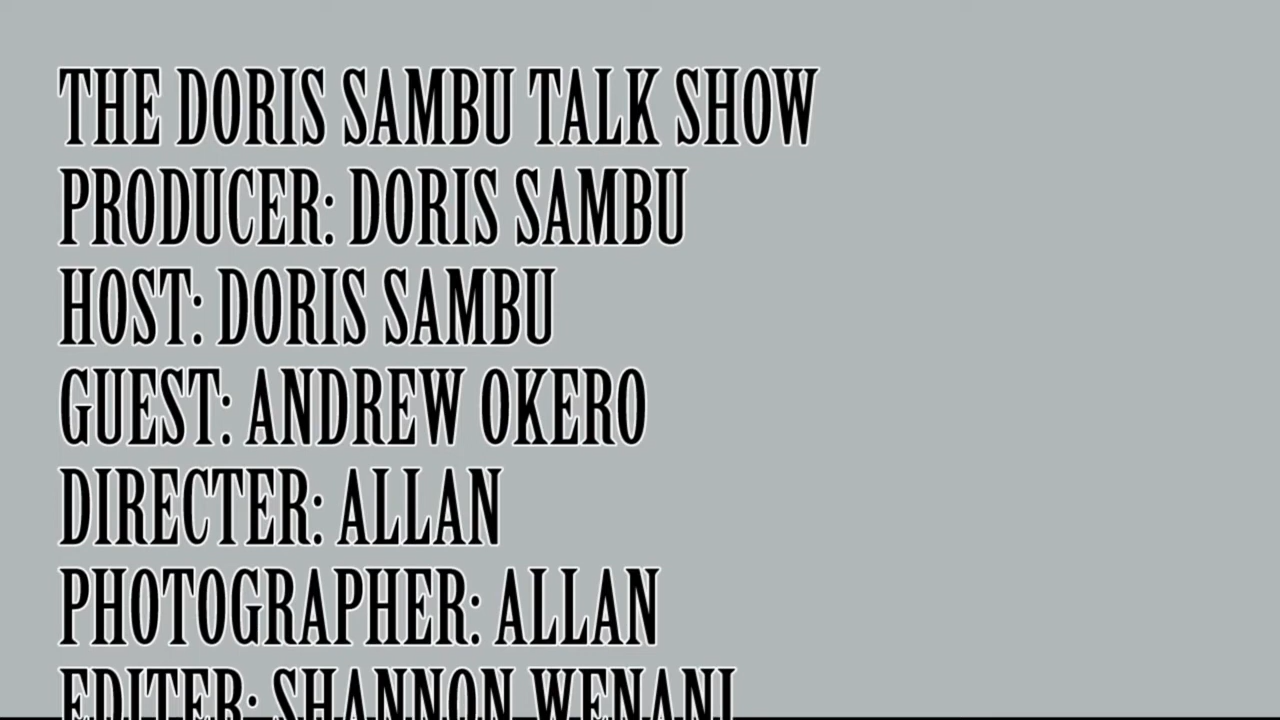 THE DORIS SAMBU TALK SHOW
PRODUCER: DORIS SAMBU
HOST: DORIS SAMBU
GUEST: ANDREW OKERO
DIRECTER: ALLAN
PHOTOGRAPHER: ALLAN
EDITER: SHANNON WENANI